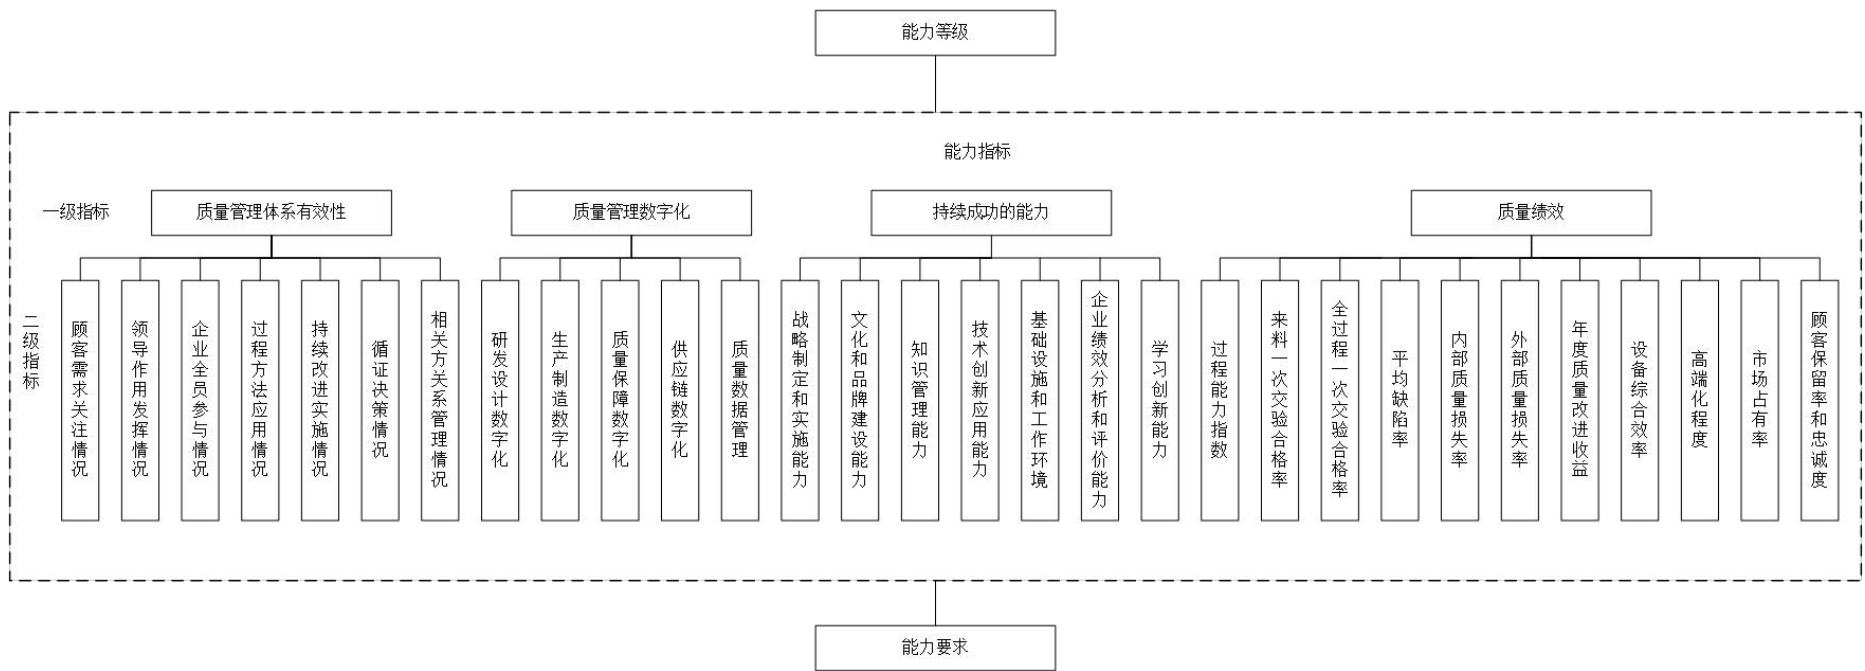 能力等级
能力指标
一级指标
质量管理体系有效性
质量管理数字化
持续成功的能力
质量绩效
二级指标
顾客需求关注情况
领导作用发挥情况
企业全员参与情况
过程方法应用情况
持续改进实施情况
循证决策情况
相关方关系管理情况
研发设计数字化
生产制造数字化
质量保障数字化
供应链数字化
质量数据管理
战略制定和实施能力
文化和品牌建设能力
知识管理能力
技术创新应用能力
基础设施和工作环境
企业绩效分析和评价能力
学习创新能力
过程能力指数
来料一次交验合格率
全过程一次交验合格率
平均缺陷率
内部质量损失率
外部质量损失率
年度质量改进收益
设备综合效率
高端化程度
市场占有率
顾客保留率和忠诚度
能力要求